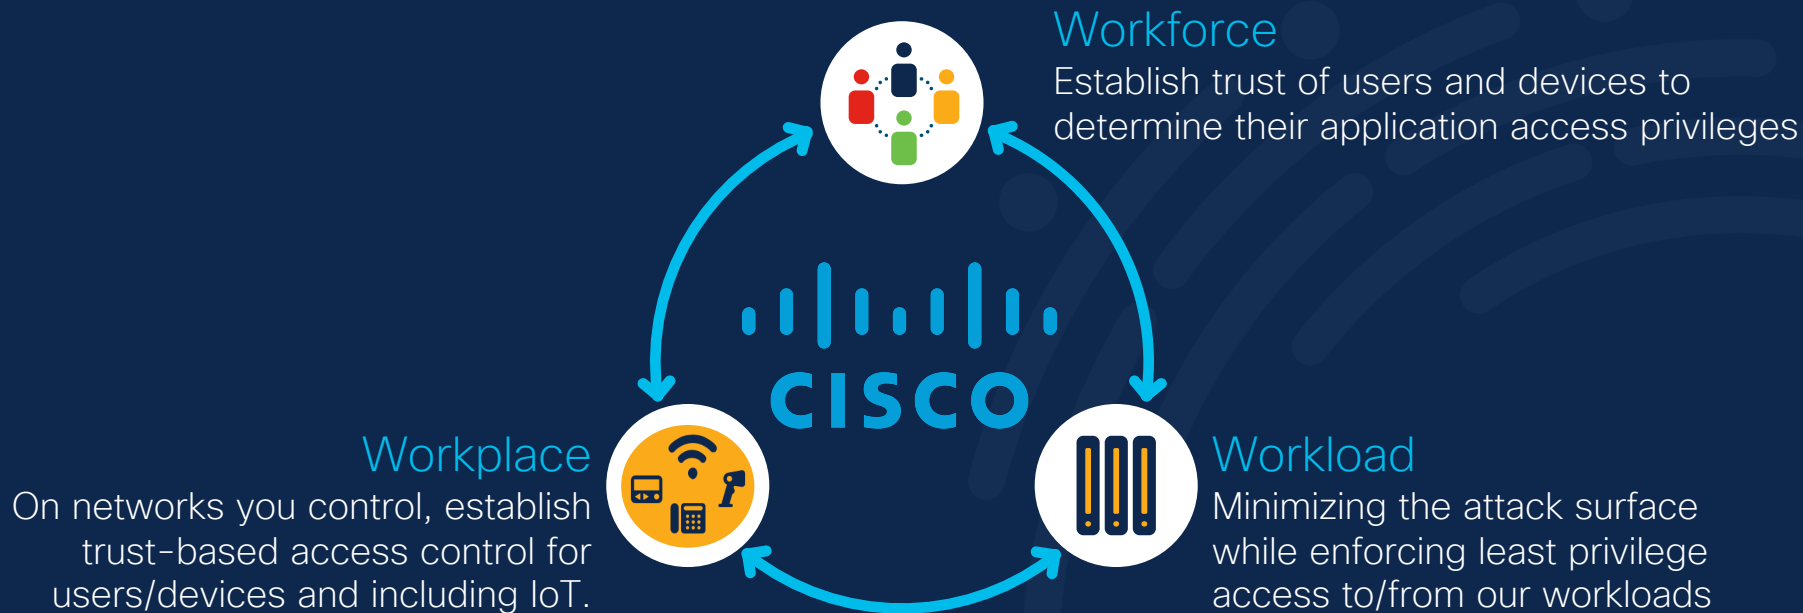 Workforce
Establish trust of users and devices to
determine their application access privileges
CISCO
Workplace
On networks you control, establish
trust-based access control for
users/devices and including IoT.
Workload
Minimizing the attack surface
while enforcing least privilege
access to/from our workloads